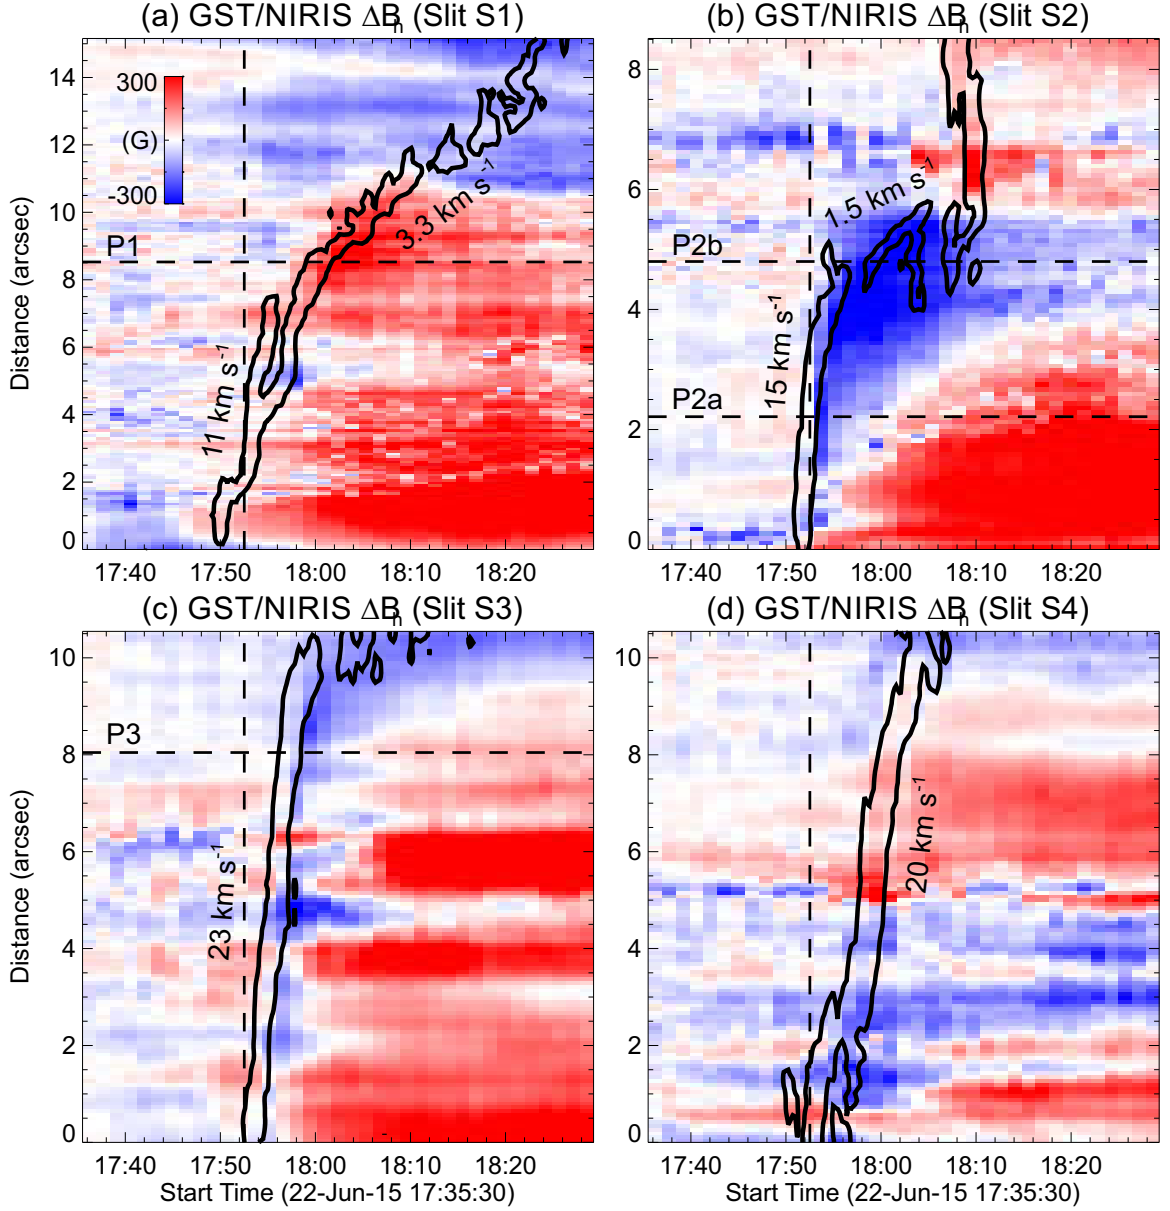 (a) GST/NIRIS ΔBn (Slit S1)
(b) GST/NIRIS ΔBn (Slit S2)
14
12
10
8
6
4
2
0
Distance (arcsec)
300
(G)
-300
P1
11 km s-1
3.3 km s-1
17:40
17:50
18:00
18:10
18:20
8
6
4
2
0
P2b
P2a
15 km s-1
1.5 km s-1
17:40
17:50
18:00
18:10
18:20
(c) GST/NIRIS ΔBn (Slit S3)
(d) GST/NIRIS ΔBn (Slit S4)
10
8
6
4
2
0
Distance (arcsec)
P3
23 km s-1
17:40
17:50
18:00
18:10
18:20
Start Time (22-Jun-15 17:35:30)
10
8
6
4
2
0
20 km s-1
17:40
17:50
18:00
18:10
18:20
Start Time (22-Jun-15 17:35:30)